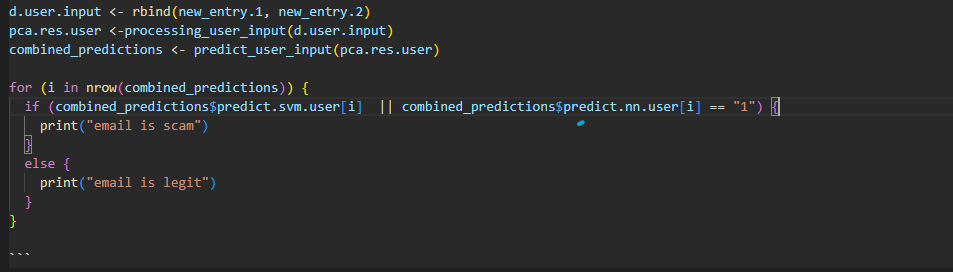 d.user.input <- rbind(new_entry.1, new_entry.2)
pca.res.user <-processing_user_input(d.user.input)
combined_predictions <- predict_user_input(pca.res.user)
for (i in nrow(combined_predictions)) {
  if (combined_predictions$predict.svm.user[i]  || combined_predictions$predict.nn.user[i] == "1") {
    print("email is scam")
  }
  else {
    print("email is legit")
  }
}
```